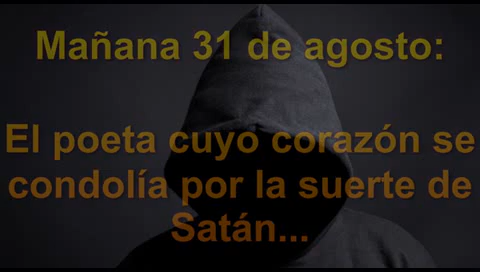 Mañana 31 de agosto:
El poeta cuyo corazón se
condolía por la suerte de
Satán...